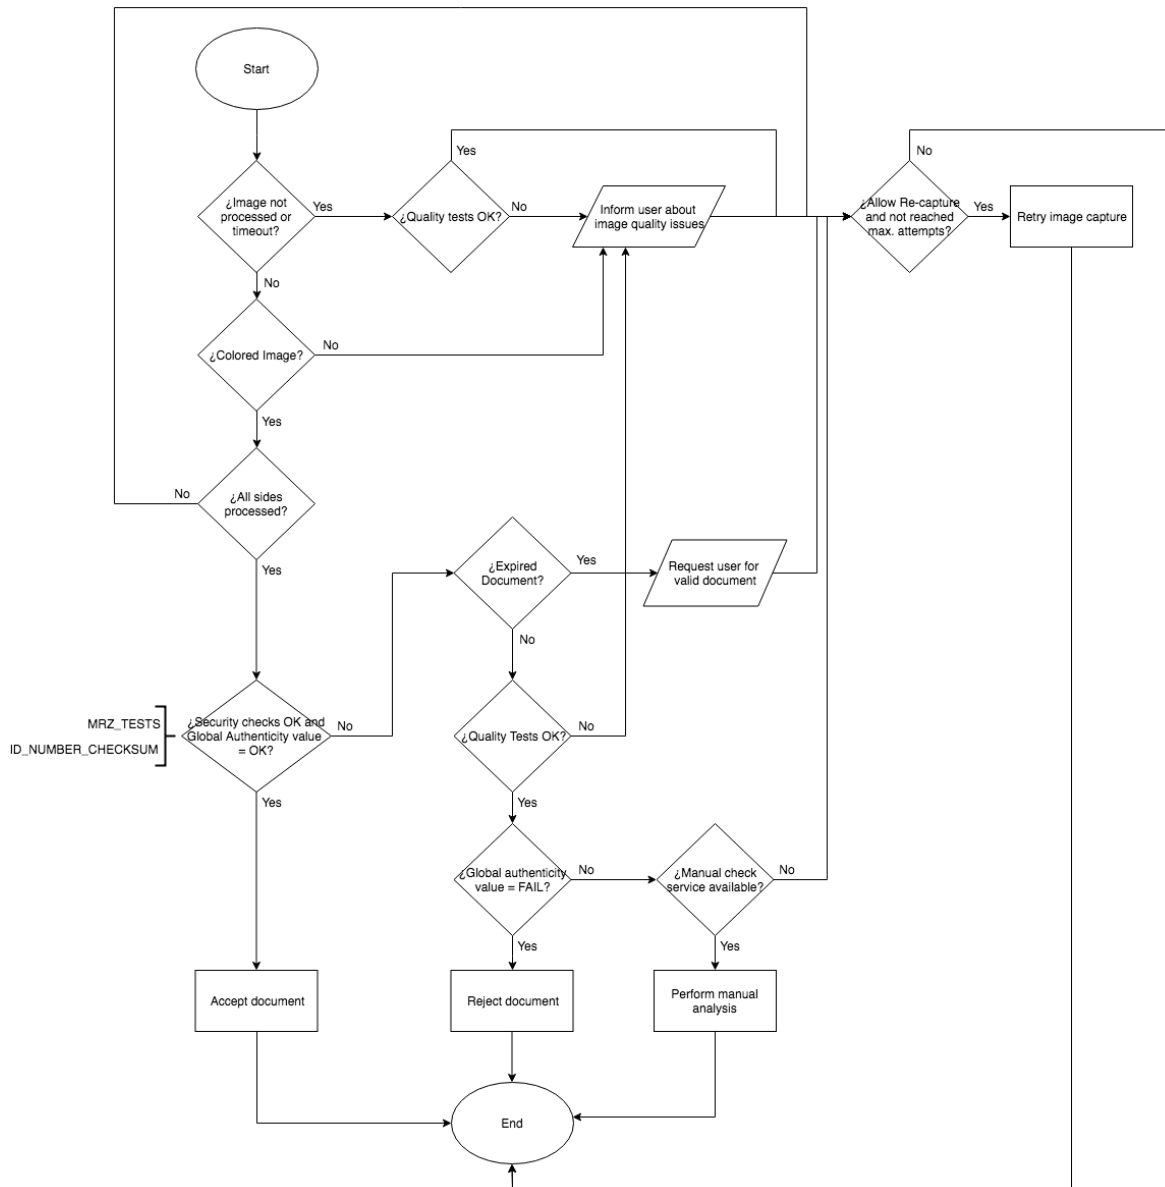 Start
¿Image not
processed or
timeout?
Yes
No
¿Quality tests OK?
Yes
No
Inform user about
image quality issues
¿Allow Re-capture
and not reached
max. attempts?
No
Yes
Retry image capture
¿Colored Image?
No
Yes
¿All sides
processed?
No
Yes
¿Expired
Document?
Yes
No
Request user for
valid document
MRZ_TESTS
ID_NUMBER_CHECKSUM
¿Security checks OK and
Global Authenticity value
= OK?
No
Yes
¿Quality Tests OK?
No
Yes
¿Global authenticity
value = FAIL?
No
Yes
¿Manual check
service available?
No
Yes
Accept document
Reject document
Perform manual
analysis
End